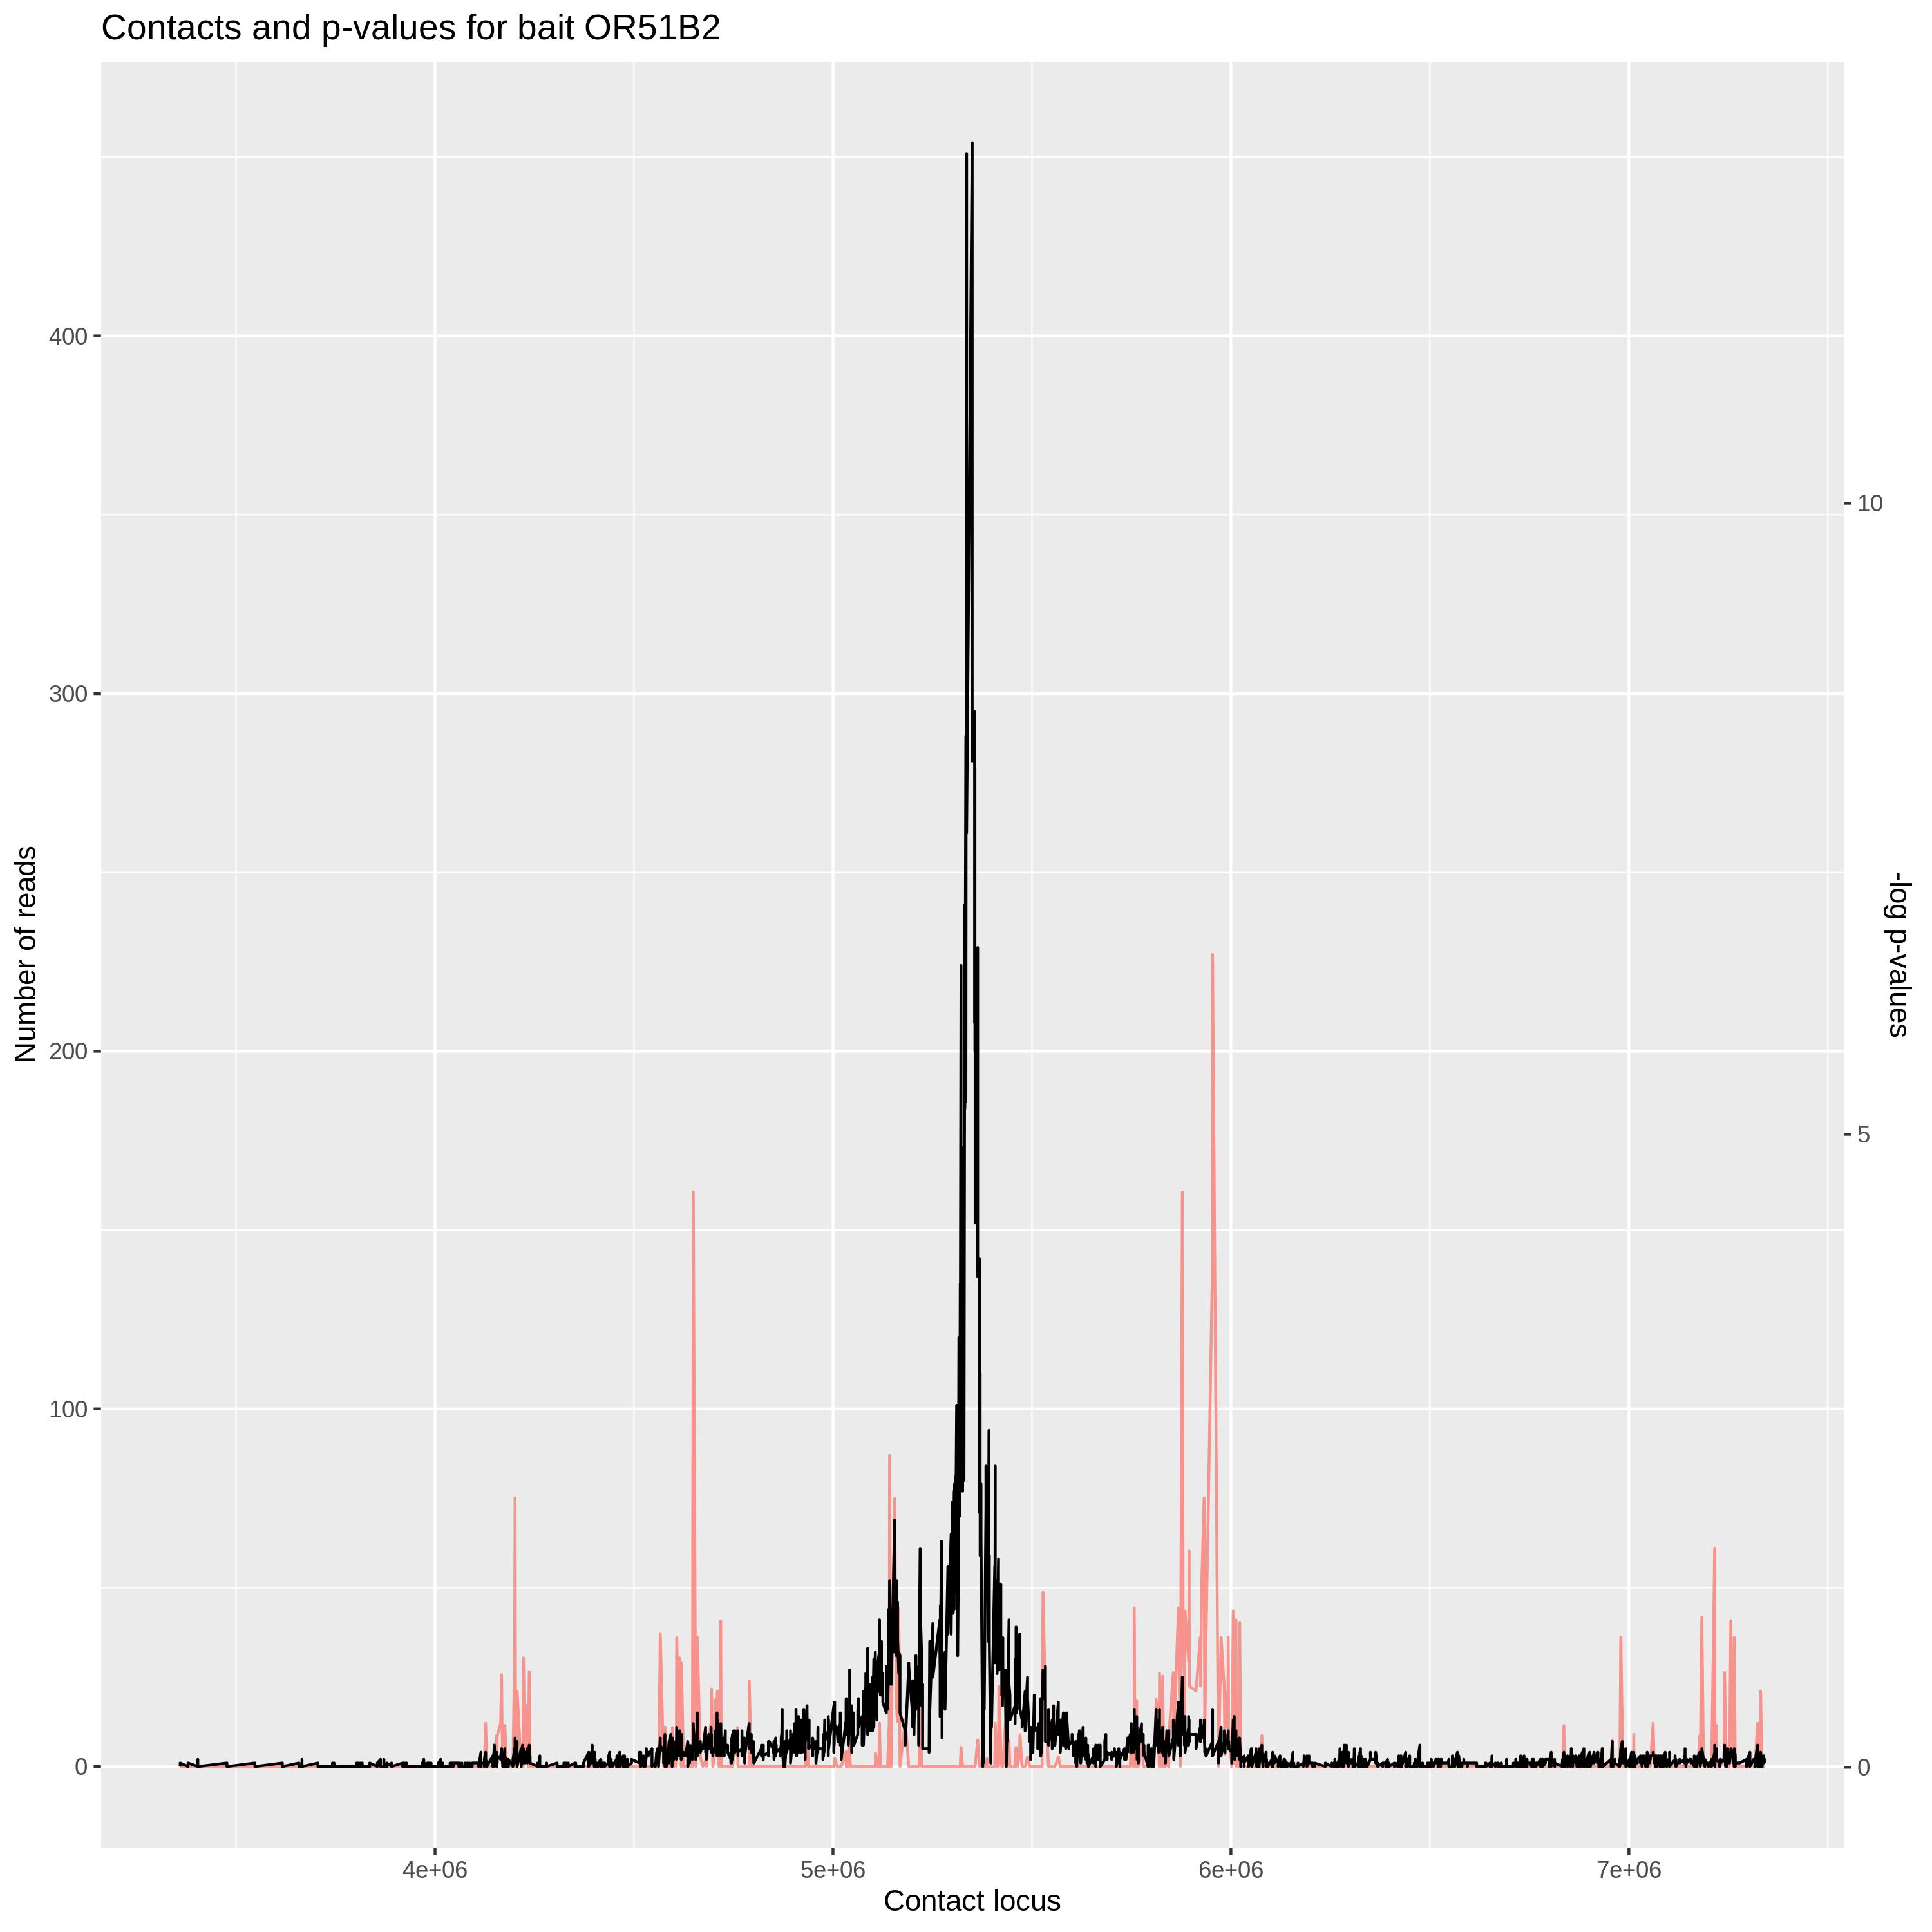 Contacts and p-values for bait OR51B2
Number of reads
400
300
200
100
0
10
5
0
-log p-values
4e+06
5e+06
6e+06
7e+06
Contact locus